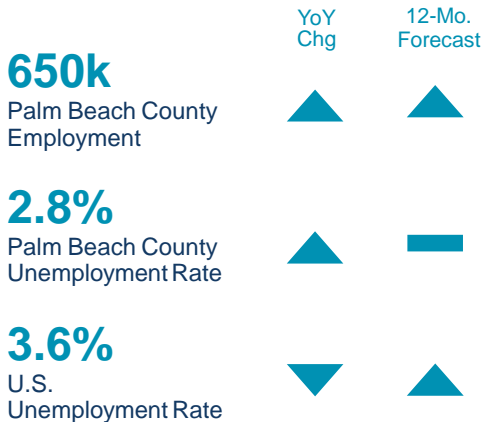 YoY
Chg
12-Mo.
Forecast
650k
Palm Beach County
Employment
2.8%
Palm Beach County
Unemployment Rate
3.6%
U.S.
Unemployment Rate